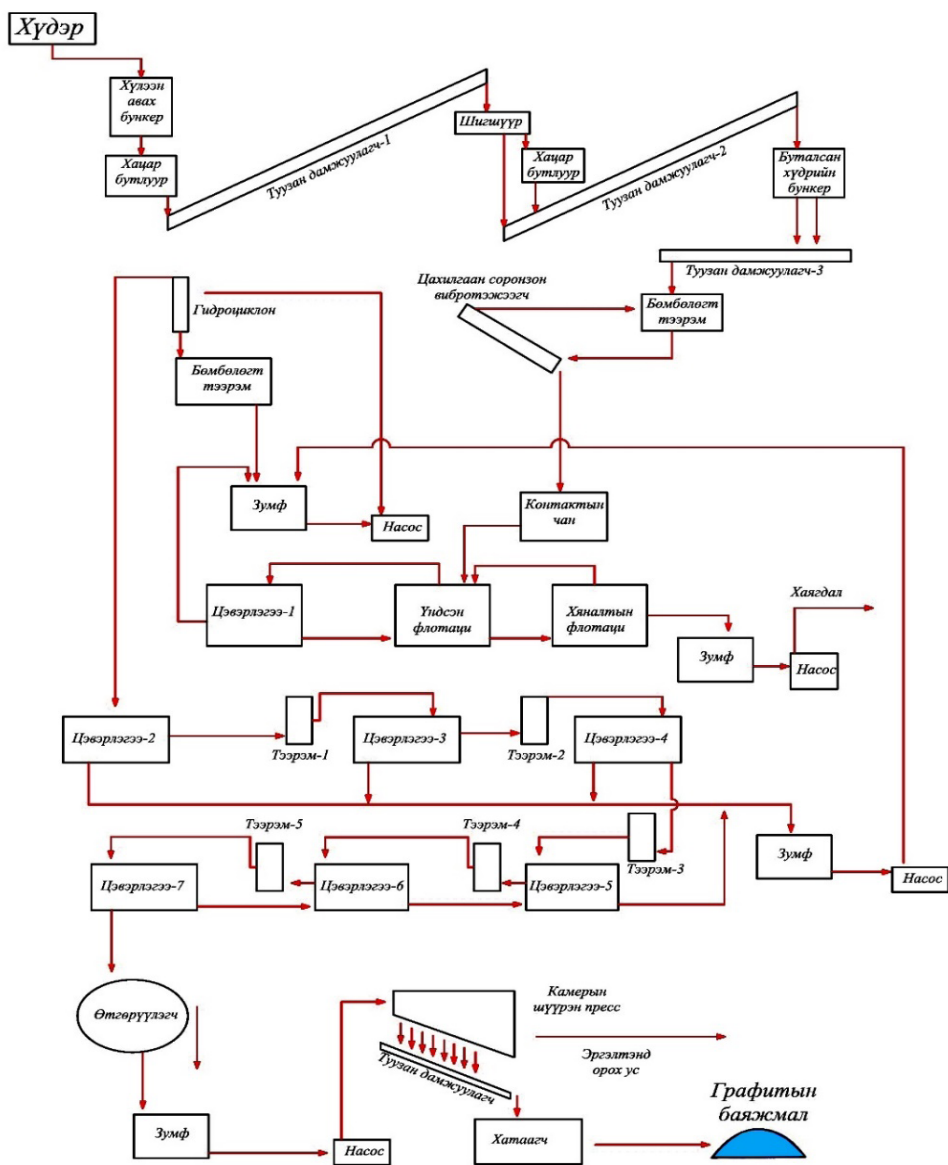 Хүдэр
Хүлээн
авах
бункер
Хацар
бутлуур
Туузан дамжуулагч-1
Шигшүүр
Хацар
бутлуур
Туузан дамжуулагч-2
Буталсан
хүдрийн
бункер
Туузан дамжуулагч-3
Цахилгаан соронзон
вибротэжээгч
Бөмбөлөгт
тээрэм
Гидроциклон
Бөмбөлөгт
тээрэм
Зумф
Насос
Контактын
чан
Цэвэрлэгээ-1
Үндсэн
флотаци
Хяналтын
флотаци
Хаягдал
Зумф
Насос
Цэвэрлэгээ-2
Тээрэм-1
Цэвэрлэгээ-3
Тээрэм-2
Цэвэрлэгээ-4
Тээрэм-5
Тээрэм-4
Тээрэм-3
Зумф
Насос
Цэвэрлэгээ-7
Цэвэрлэгээ-6
Цэвэрлэгээ-5
Өтгөрүүлэгч
Камерын
шүүрэн пресс
Туузан дамжуулагч
Эргэлтэнд
орох ус
Зумф
Насос
Хатаагч
Графитын
баяжмал